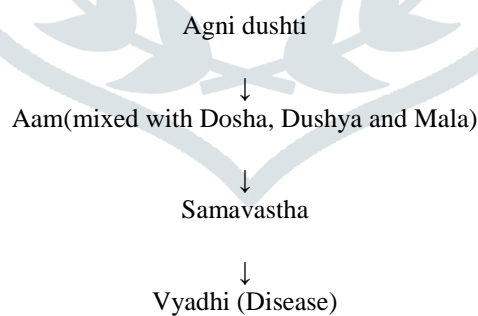 Agni dushti
↓
Aam(mixed with Dosha, Dushya and Mala)
↓
Samavastha
↓
Vyadhi (Disease)